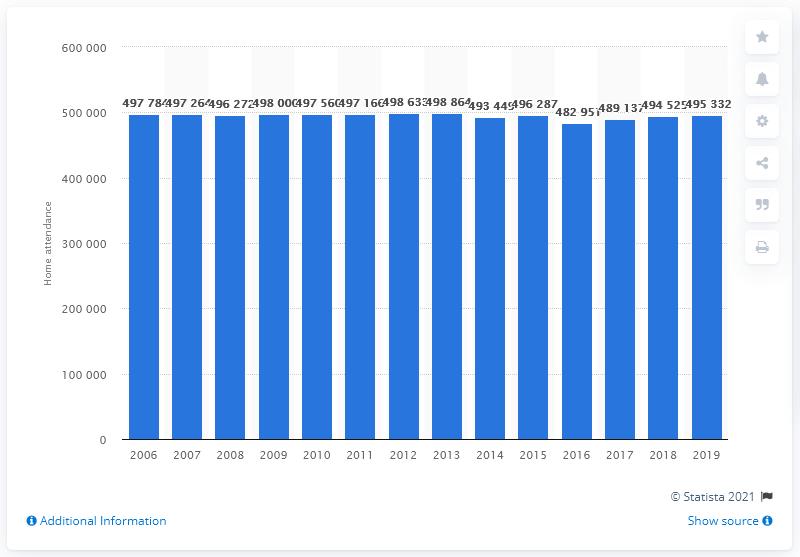 600 000
500 000
400 000
300 000
200 000
100 000
0
Home attendance
497 784 497 264 496 272 498 000 497 560 497 166 498 633 498 864 493 449 496 287 482 951 489 137 494 525 495 332
2006 2007 2008 2009 2010 2011 2012 2013 2014 2015 2016 2017 2018 2019
© Statista 2021
Additional Information
Show source